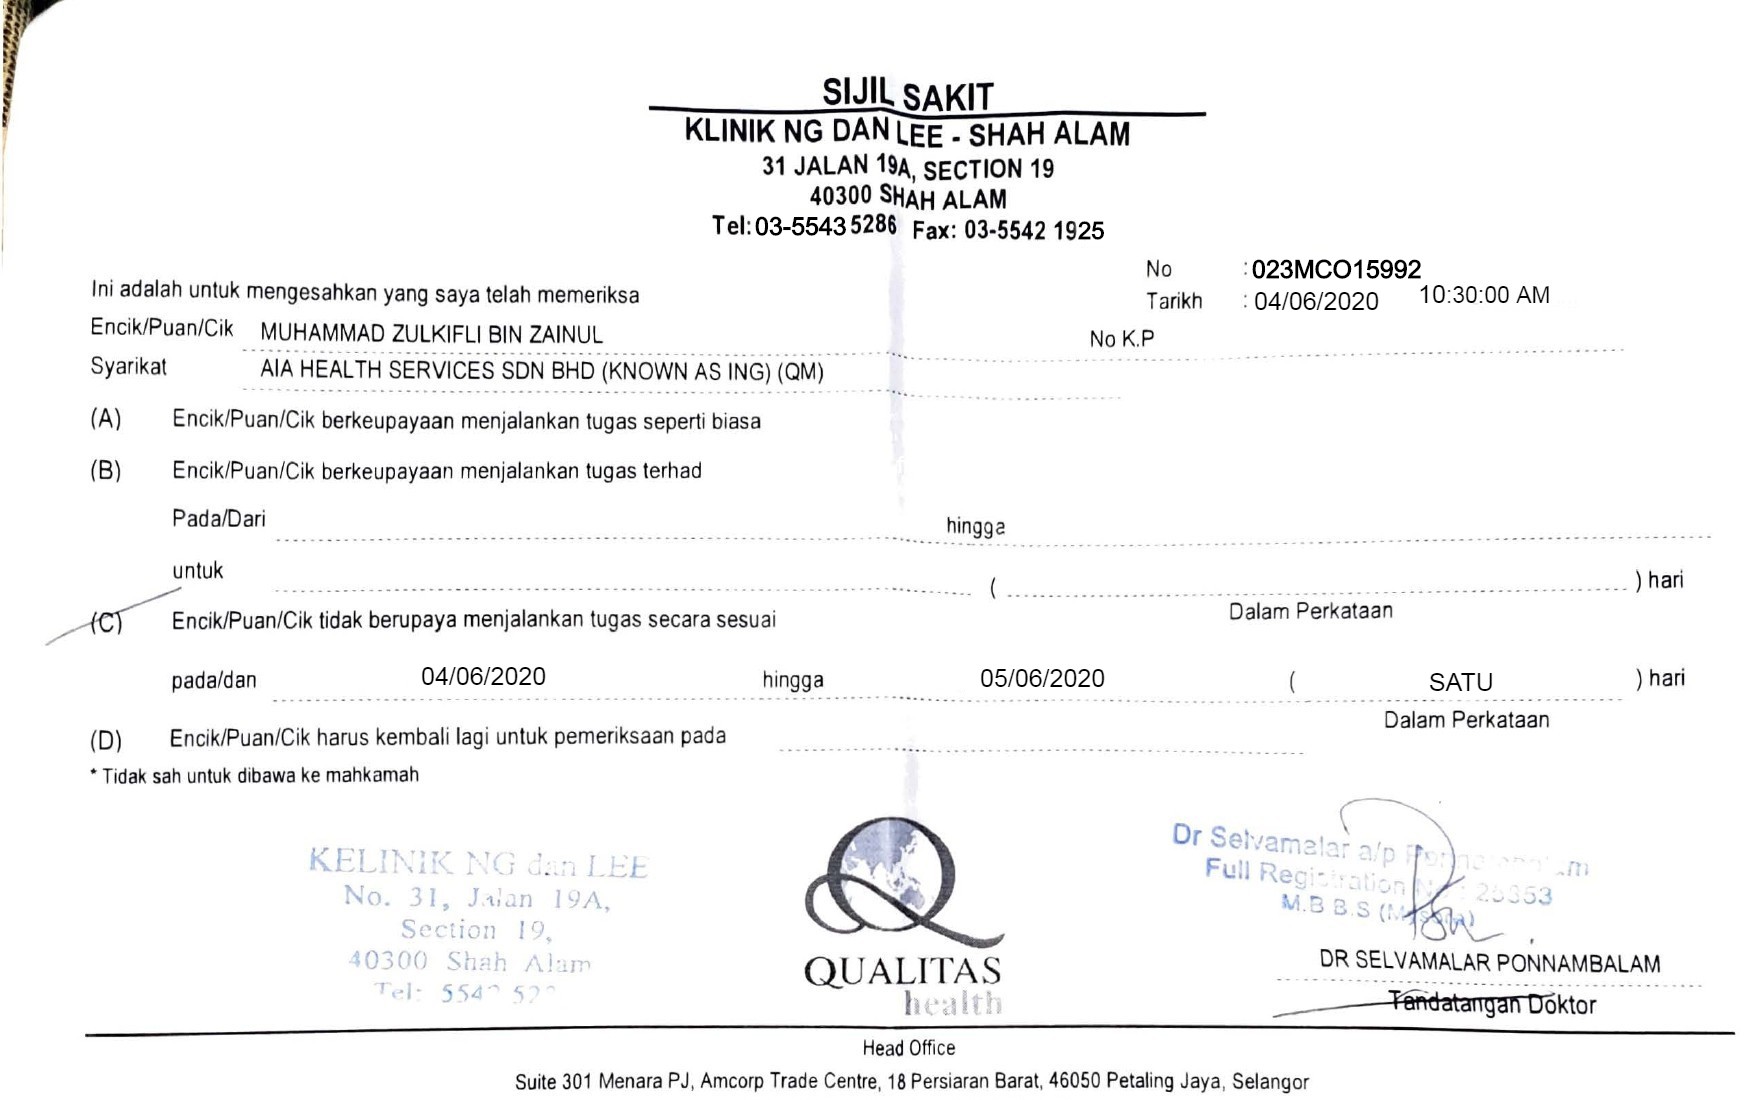 SIJIL SAKIT
KLINIK NG DAN LEE - SHAH ALAM
31 JALAN 19A, SECTION 19
40300 SHAH ALAM
Tel: 03-5543 5286 Fax: 03-5542 1925
No : 023MCO15992
Ini adalah untuk mengesahkan yang saya telah memeriksa
Tarikh : 04/06/2020 10:30:00 AM
Encik/Puan/Cik MUHAMMAD ZULKIFLI BIN ZAINUL No K.P
Syarikat AIA HEALTH SERVICES SDN BHD (KNOWN AS ING) (QM)
(A) Encik/Puan/Cik berkeupayaan menjalankan tugas seperti biasa
(B) Encik/Puan/Cik berkeupayaan menjalankan tugas terhad
Pada/Dari hingga
untuk ( ) hari
Dalam Perkataan
(C) Encik/Puan/Cik tidak berupaya menjalankan tugas secara sesuai
pada/dan 04/06/2020 hingga 05/06/2020 ( SATU ) hari
Dalam Perkataan
(D) Encik/Puan/Cik harus kembali lagi untuk pemeriksaan pada
* Tidak sah untuk dibawa ke mahkamah
KELINIK NG dan LEE
No. 31, Jalan 19A,
Section 19,
40300 Shah Alam
Tel:
QUALITAS
health
Dr Selvamalar a/p
Full Registration
M.B B.S
DR SELVAMALAR PONNAMBALAM
Tandatangan Doktor
Head Office
Suite 301 Menara PJ, Amcorp Trade Centre, 18 Persiaran Barat, 46050 Petaling Jaya, Selangor